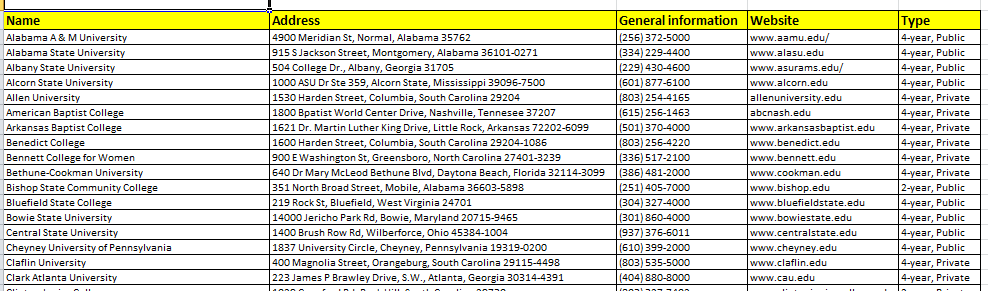 Name Address General information Website Type
Alabama A & M University 4900 Meridian St, Normal, Alabama 35762 (256) 372-5000 www.aamu.edu/ 4-year, Public
Alabama State University 915 S Jackson Street, Montgomery, Alabama 36101-0271 (334) 229-4400 www.alasu.edu 4-year, Public
Albany State University 504 College Dr., Albany, Georgia 31705 (229) 430-4600 www.asurams.edu/ 4-year, Public
Alcorn State University 1000 ASU Dr Ste 359, Alcorn State, Mississippi 39096-7500 (601) 877-6100 www.alcorn.edu 4-year, Public
Allen University 1530 Harden Street, Columbia, South Carolina 29204 (803) 254-4165 allenuniversity.edu 4-year, Private
American Baptist College 1800 Bpatist World Center Drive, Nashville, Tennesee 37207 (615) 256-1463 abcnash.edu 4-year, Private
Arkansas Baptist College 1621 Dr. Martin Luther King Drive, Little Rock, Arkansas 72202-6099 (501) 370-4000 www.arkansasbaptist.edu 4-year, Private
Benedict College 1600 Harden Street, Columbia, South Carolina 29204-1086 (803) 256-4220 www.benedict.edu 4-year, Private
Bennett College for Women 900 E Washington St, Greensboro, North Carolina 27401-3239 (336) 517-2100 www.bennett.edu 4-year, Private
Bethune-Cookman University 640 Dr Mary McLeod Bethune Blvd, Daytona Beach, Florida 32114-3099 (386) 481-2000 www.cookman.edu 4-year, Private
Bishop State Community College 351 North Broad Street, Mobile, Alabama 36603-5898 (251) 405-7000 www.bishop.edu 2-year, Public
Bluefield State College 219 Rock St, Bluefield, West Virginia 24701 (304) 327-4000 www.bluefieldstate.edu 4-year, Public
Bowie State University 14000 Jericho Park Rd, Bowie, Maryland 20715-9465 (301) 860-4000 www.bowiestate.edu 4-year, Public
Central State University 1400 Brush Row Rd, Wilberforce, Ohio 45384-1004 (937) 376-6011 www.centralstate.edu 4-year, Public
Cheyney University of Pennsylvania 1837 University Circle, Cheyney, Pennsylvania 19319-0200 (610) 399-2000 www.cheyney.edu 4-year, Public
Claflin University 400 Magnolia Street, Orangeburg, South Carolina 29115-4498 (803) 535-5000 www.claflin.edu 4-year, Private
Clark Atlanta University 223 James P Brawley Drive, S.W., Atlanta, Georgia 30314-4391 (404) 880-8000 www.cau.edu 4-year, Private